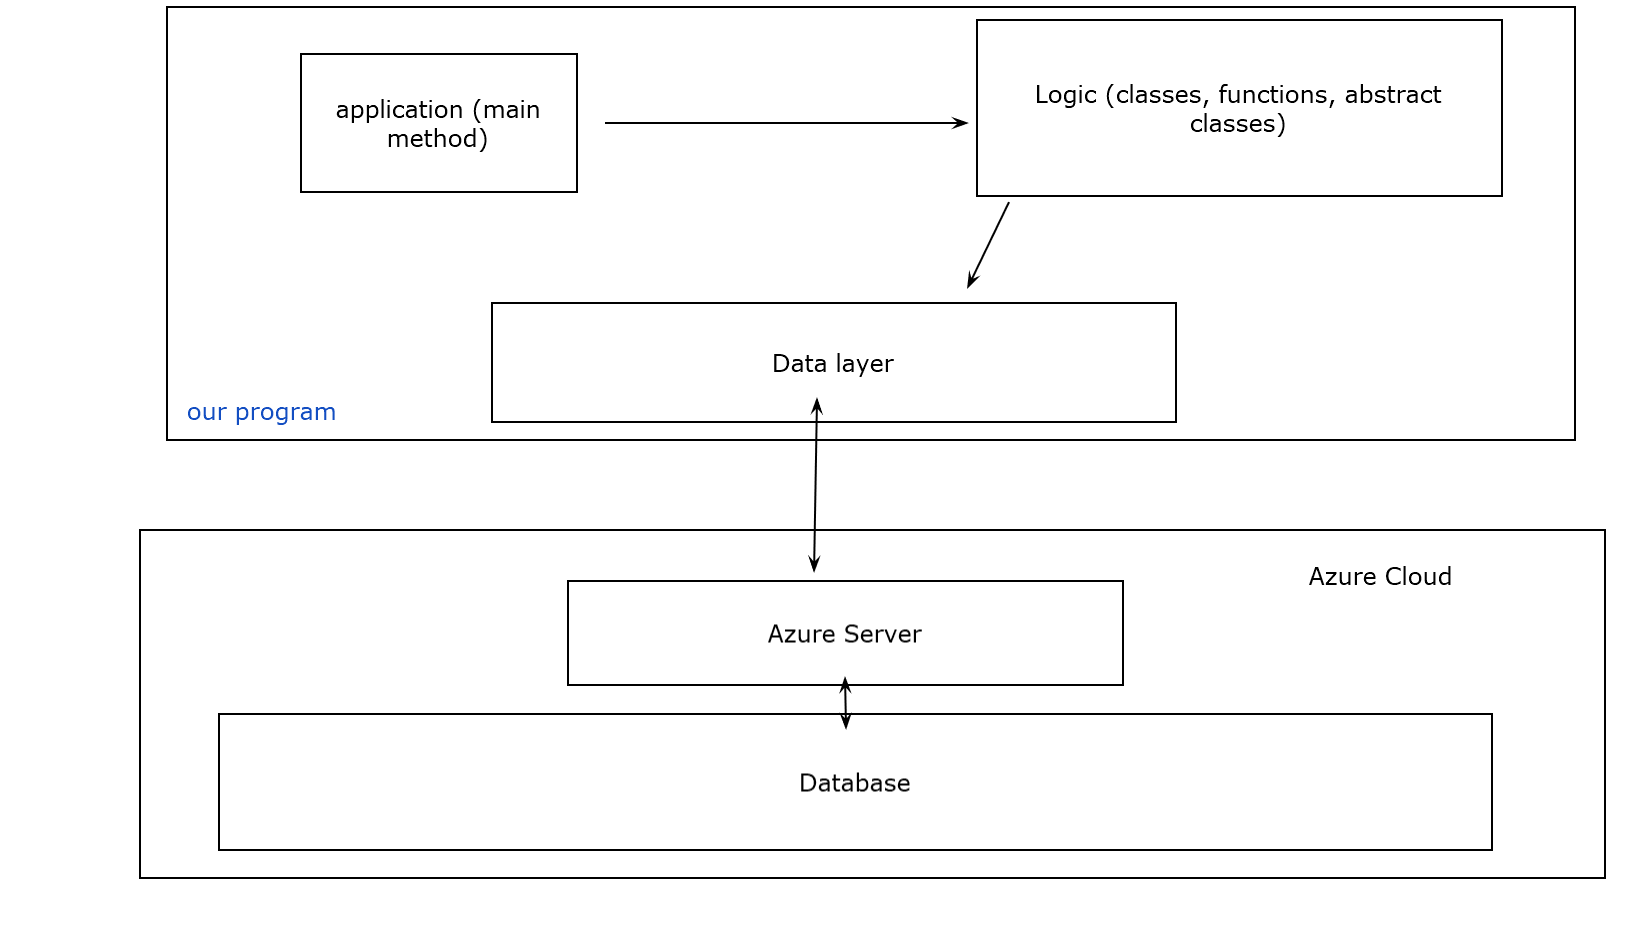 application (main
method)
Logic (classes, functions, abstract
classes)
Data layer
our program
Azure Cloud
Azure Server
Database